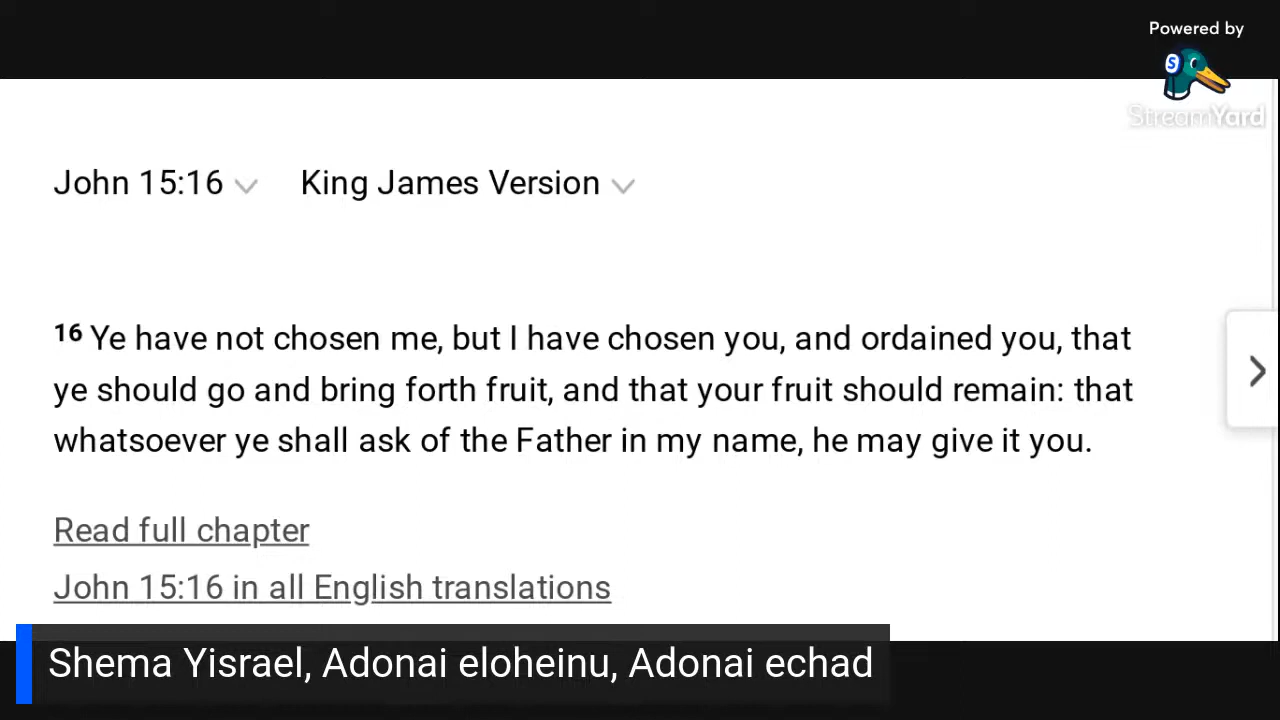 Powered by
S
StreamYard
John 15:16 King James Version
16 Ye have not chosen me, but I have chosen you, and ordained you, that
ye should go and bring forth fruit, and that your fruit should remain: that
whatsoever ye shall ask of the Father in my name, he may give it you.
Read full chapter
John 15:16 in all English translations
Shema Yisrael, Adonai eloheinu, Adonai echad